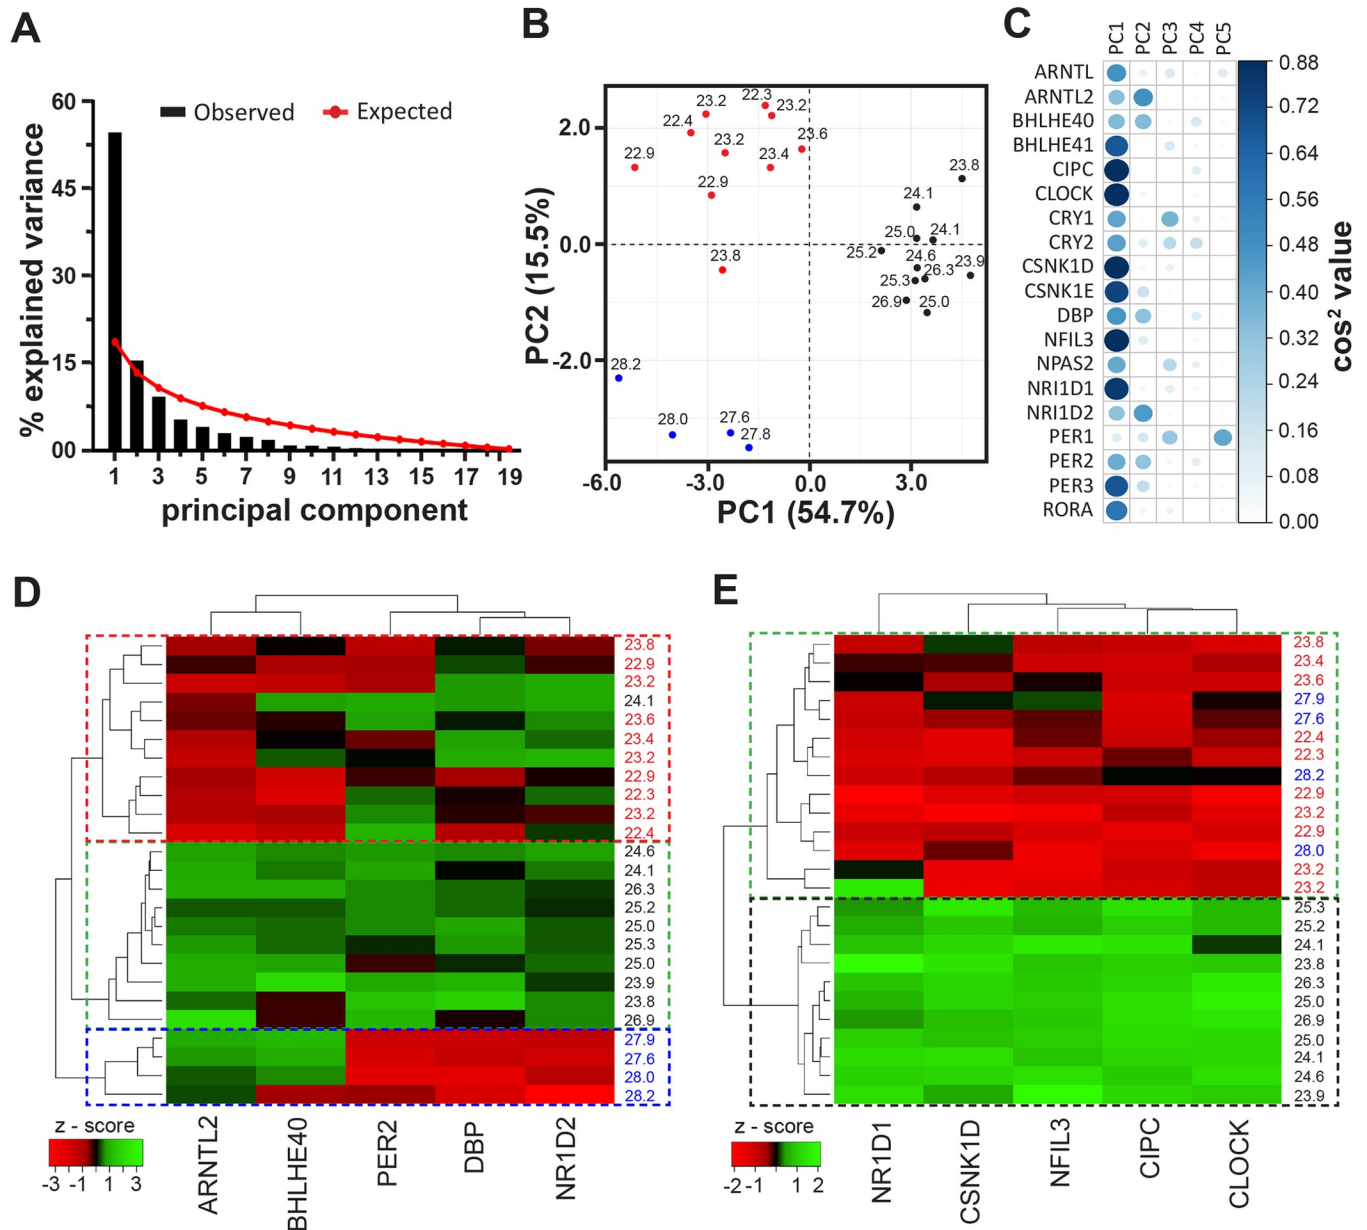 A
60
45
30
15
00
% explained variance
Observed
Expected
1 3 5 7 9 11 13 15 17 19
principal component
B
2.0
0.0
-2.0
PC2 (15.5%)
22.3
23.2
23.2
22.4
23.6
23.2
23.4
22.9
22.9
23.8
24.1
23.8
25.0
24.1
25.2
24.6
23.9
26.3
25.3
26.9
25.0
28.2
28.0
27.6
27.8
-6.0 -3.0 0.0 3.0
PC1 (54.7%)
C
PC1 PC2 PC3 PC4 PC5
ARNTL
ARNTL2
BHLHE40
BHLHE41
CIPC
CLOCK
CRY1
CRY2
CSNK1D
CSNK1E
DBP
NFIL3
NPAS2
NRI1D1
NRI1D2
PER1
PER2
PER3
RORA
0.88
0.72
0.64
0.56
0.48
0.40
0.32
0.24
0.16
0.08
0.00
cos² value
D
23.8
22.9
23.2
24.1
23.6
23.4
23.2
22.9
22.3
23.2
22.4
24.6
24.1
26.3
25.2
25.0
25.3
25.0
23.9
23.8
26.9
27.9
27.6
28.0
28.2
z - score
-3 -1 1 3
ARNTL2 BHLHE40 PER2 DBP NR1D2
E
23.8
23.4
23.6
27.9
27.6
22.4
22.3
28.2
22.9
23.2
22.9
28.0
23.2
23.2
25.3
25.2
24.1
23.8
26.3
25.0
26.9
25.0
24.1
24.6
23.9
z - score
-2 -1 1 2
NR1D1 CSNK1D NFIL3 CIPC CLOCK